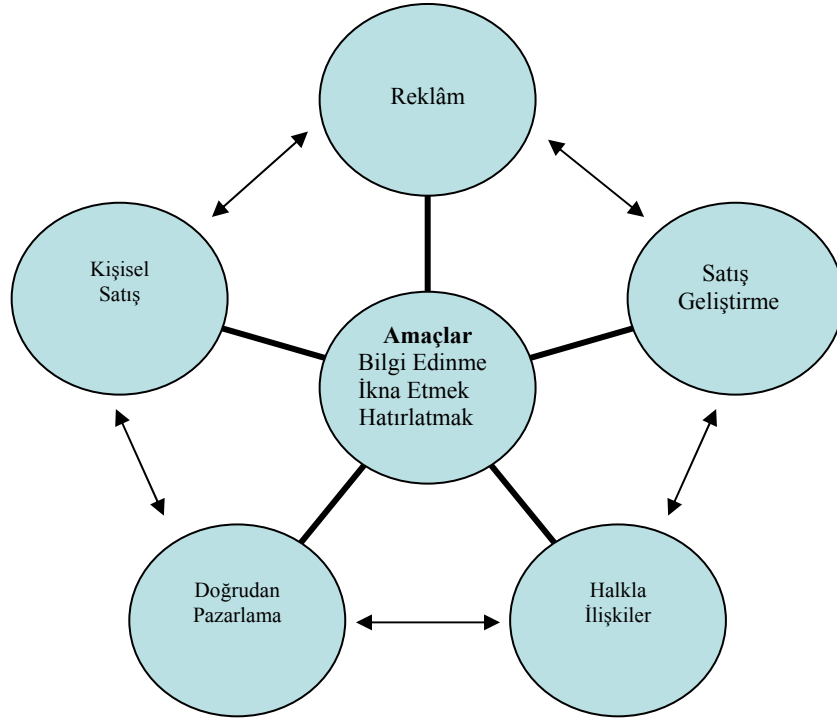 Reklâm
Kişisel
Satış
Satış
Geliştirme
Amaçlar
Bilgi Edinme
İkna Etmek
Hatırlatmak
Doğrudan
Pazarlama
Halkla
İlişkiler